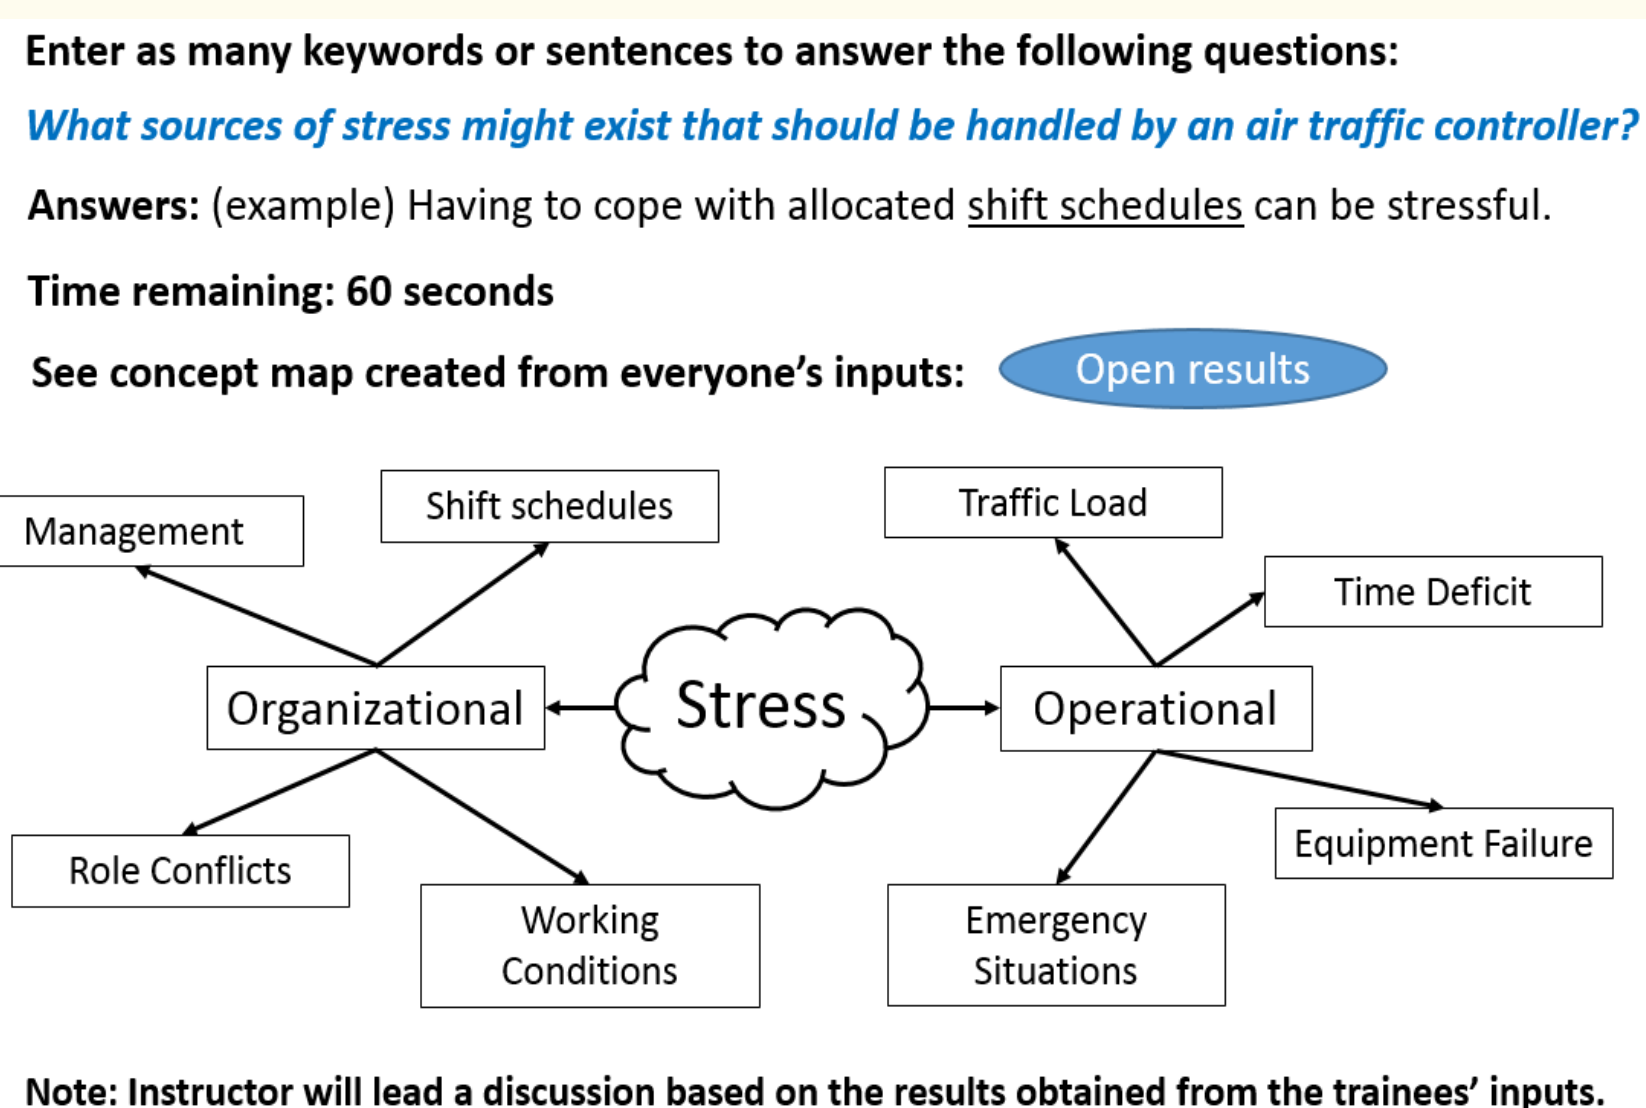 Enter as many keywords or sentences to answer the following questions:
What sources of stress might exist that should be handled by an air traffic controller?
Answers: (example) Having to cope with allocated shift schedules can be stressful.
Time remaining: 60 seconds
See concept map created from everyone’s inputs:
Open results
Management
Shift schedules
Traffic Load
Time Deficit
Organizational
Stress
Operational
Role Conflicts
Working
Conditions
Emergency
Situations
Equipment Failure
Note: Instructor will lead a discussion based on the results obtained from the trainees’ inputs.